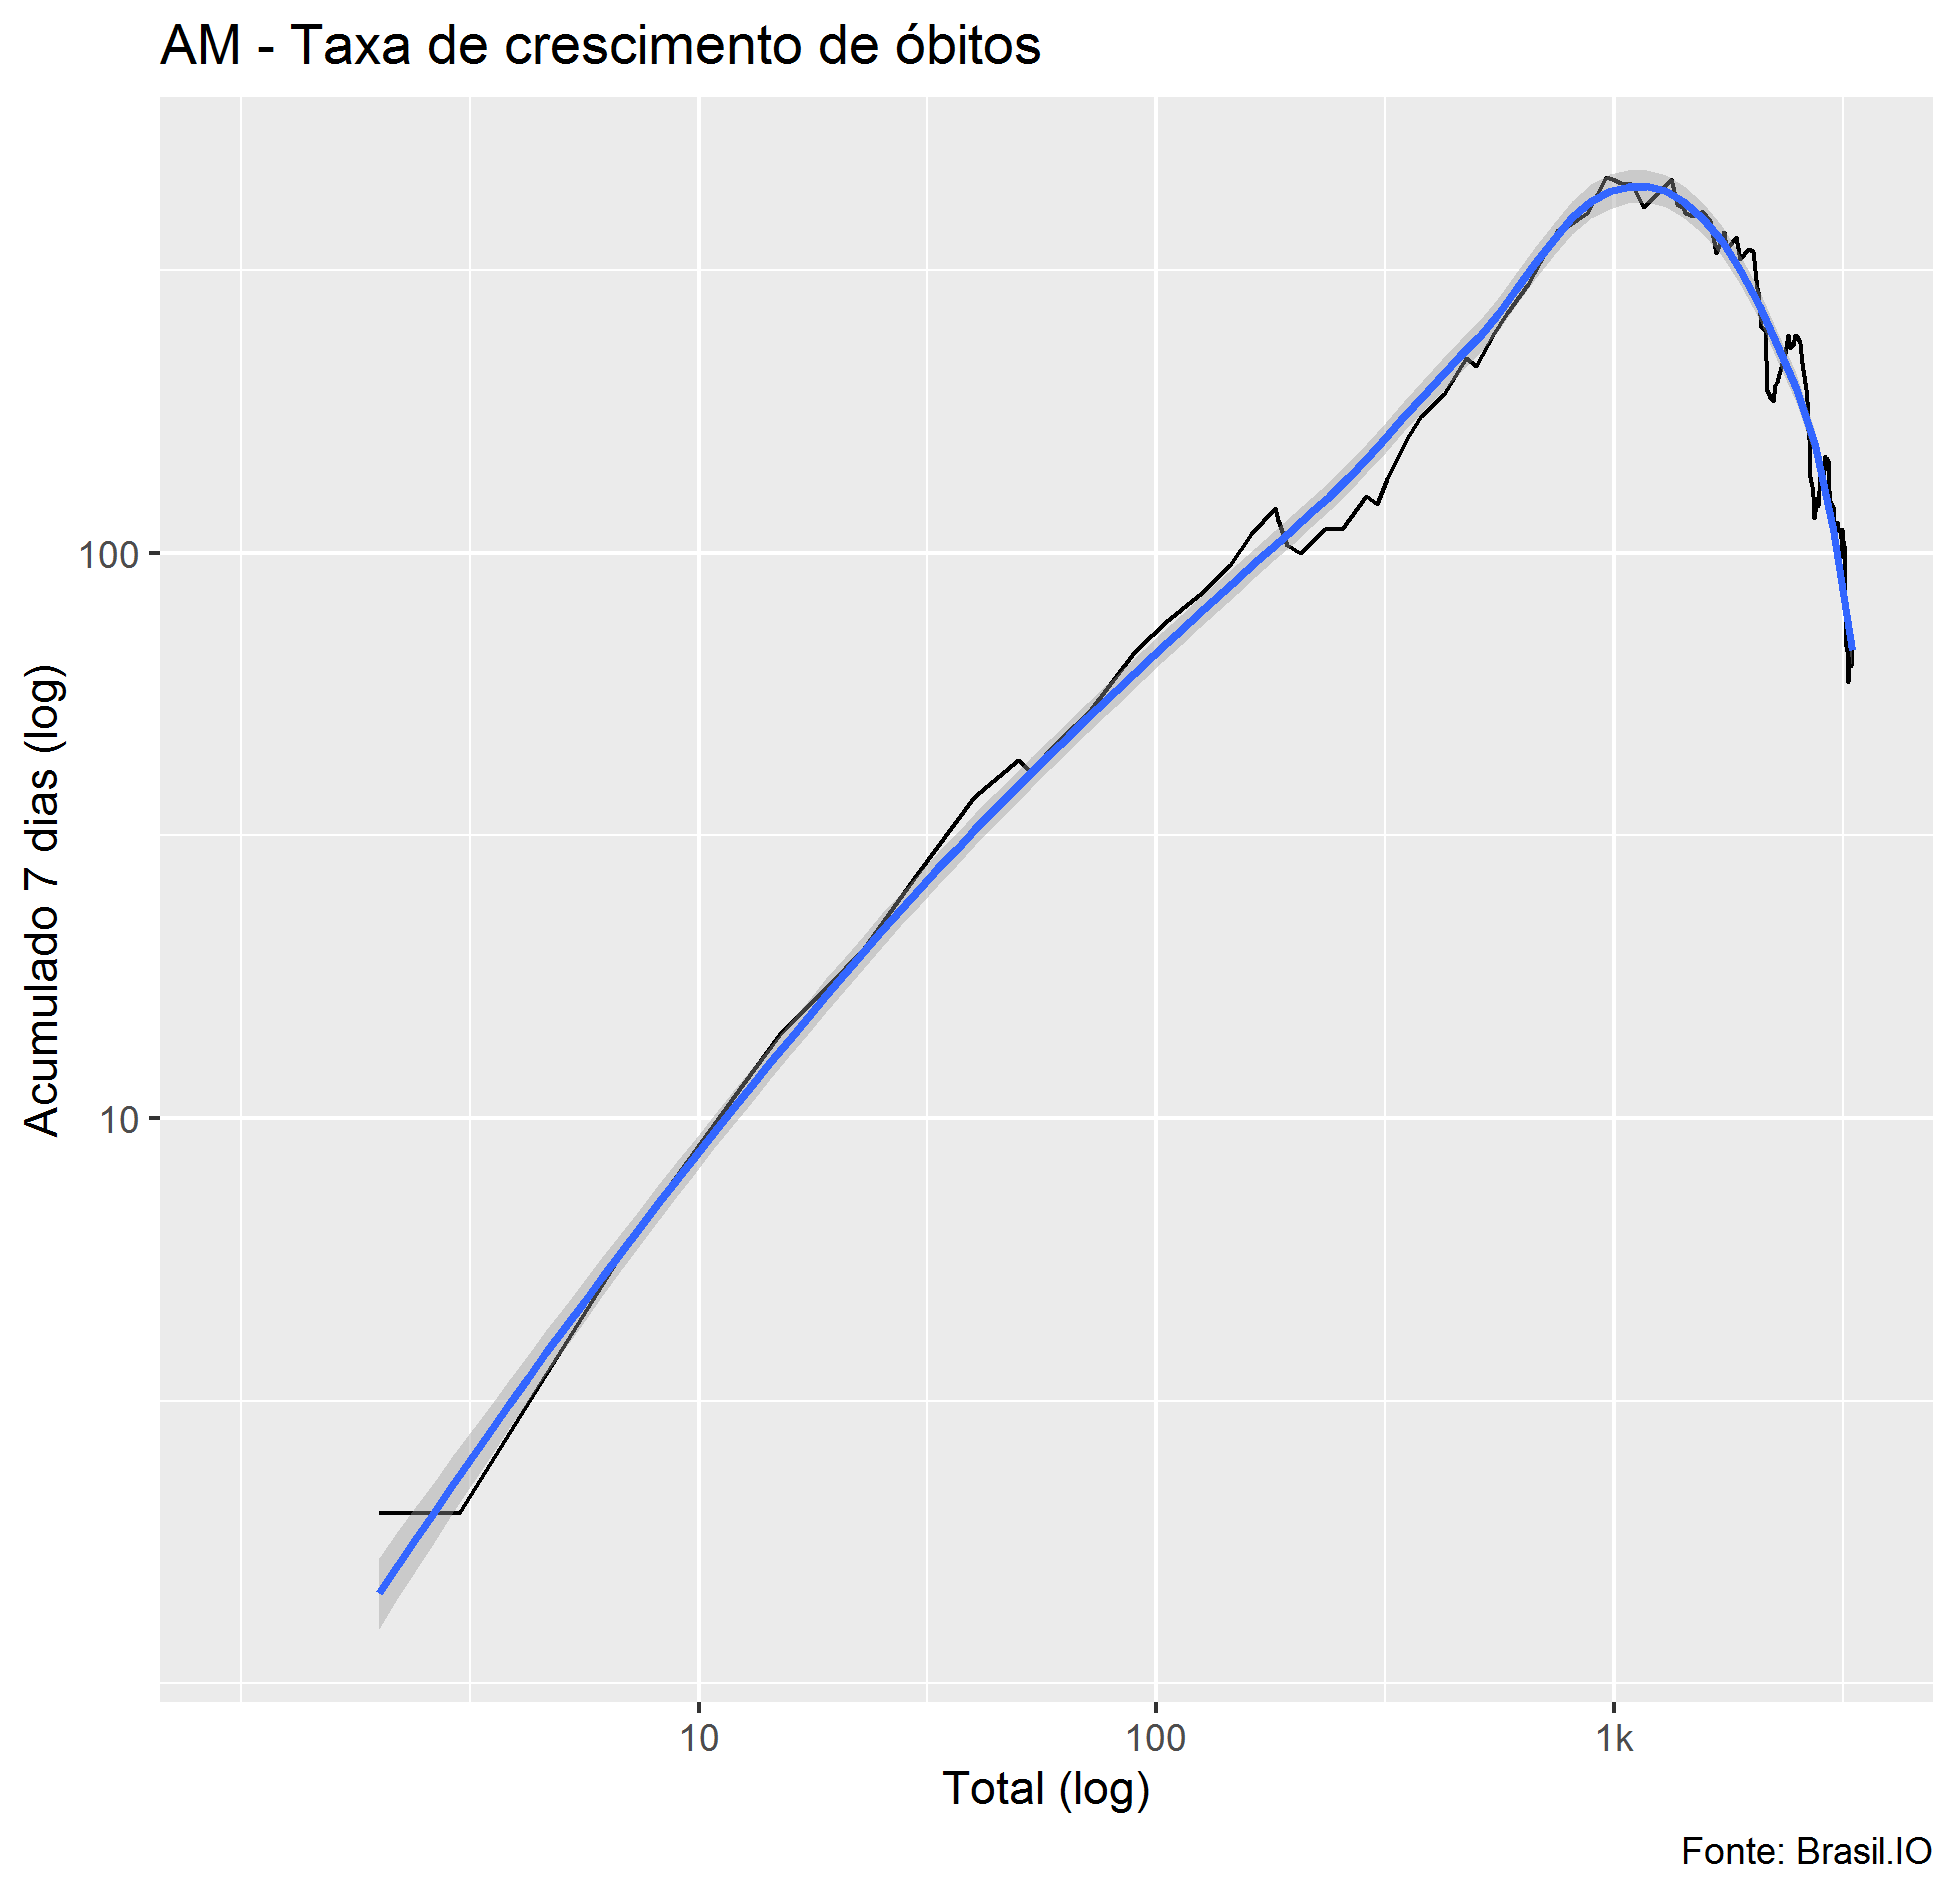 AM - Taxa de crescimento de óbitos
Acumulado 7 dias (log)
100
10
10
100
1k
Total (log)
Fonte: Brasil.IO